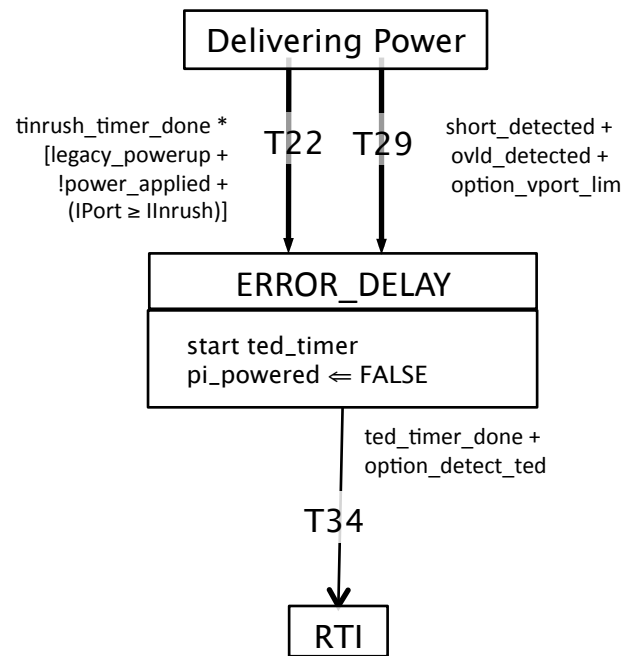 Delivering Power
tinrush_timer_done *
[legacy_powerup +
!power_applied +
(IPort ≥ IInrush)]
T22
T29
short_detected +
ovld_detected +
option_vport_lim
ERROR_DELAY
start ted_timer
pi_powered ⇐ FALSE
ted_timer_done +
option_detect_ted
T34
RTI